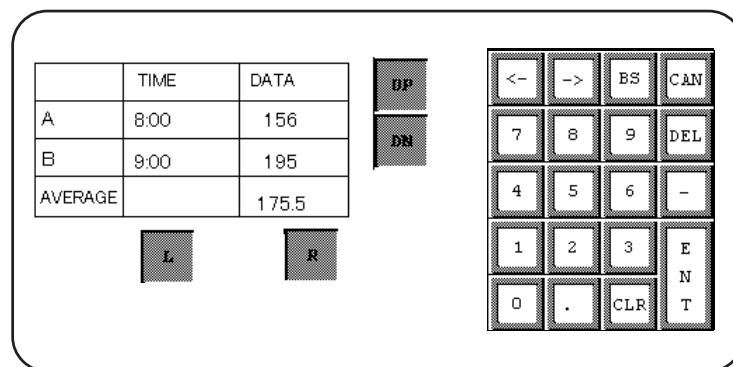 TIME DATA
A 8:00 156
B 9:00 195
AVERAGE 175.5
UP
DN
L R
<- -> BS CAN
7 8 9 DEL
4 5 6 -
1 2 3 ENT
0 . CLR